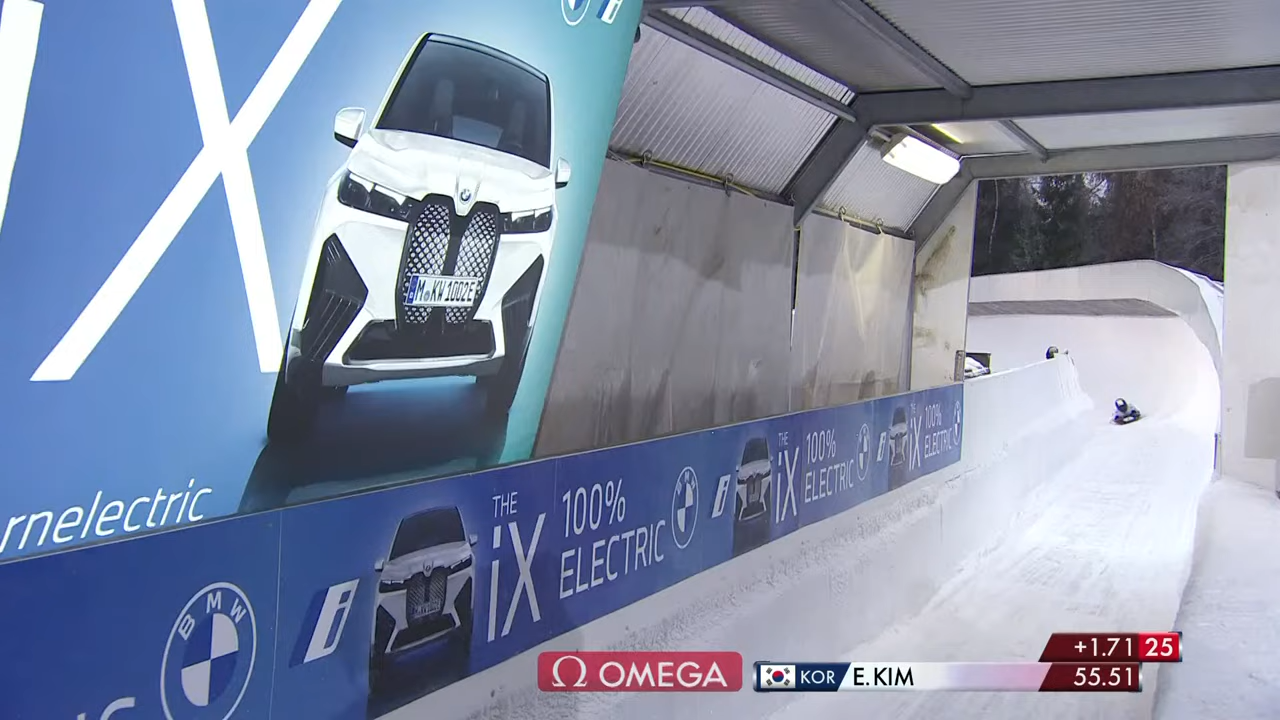 iX
M KW 1002E
rnelectric
BMW
i
THE
iX
100%
ELECTRIC
i
THE
iX
100%
ELECTRIC
i
THE
iX
100%
ELECTRIC
+1.71 25
Ω OMEGA
KOR E.KIM 55.51